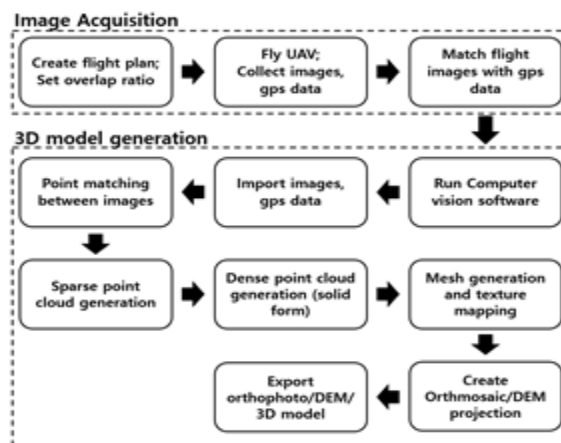 Image Acquisition
Create flight plan;
Set overlap ratio
Fly UAV;
Collect images,
gps data
Match flight
images with gps
data
3D model generation
Run Computer
vision software
Import images,
gps data
Point matching
between images
Sparse point
cloud generation
Dense point cloud
generation (solid
form)
Mesh generation
and texture
mapping
Create
Orthmosaic/DEM
projection
Export
orthophoto/DEM/
3D model